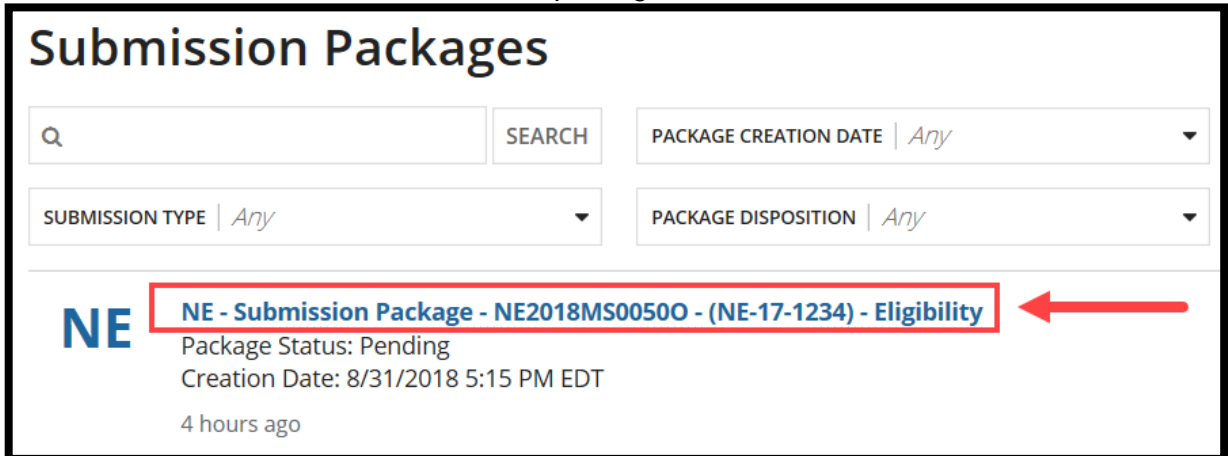 Submission Packages
SEARCH
PACKAGE CREATION DATE | Any
SUBMISSION TYPE | Any
PACKAGE DISPOSITION | Any
NE
NE - Submission Package - NE2018MS0050O - (NE-17-1234) - Eligibility
Package Status: Pending
Creation Date: 8/31/2018 5:15 PM EDT
4 hours ago